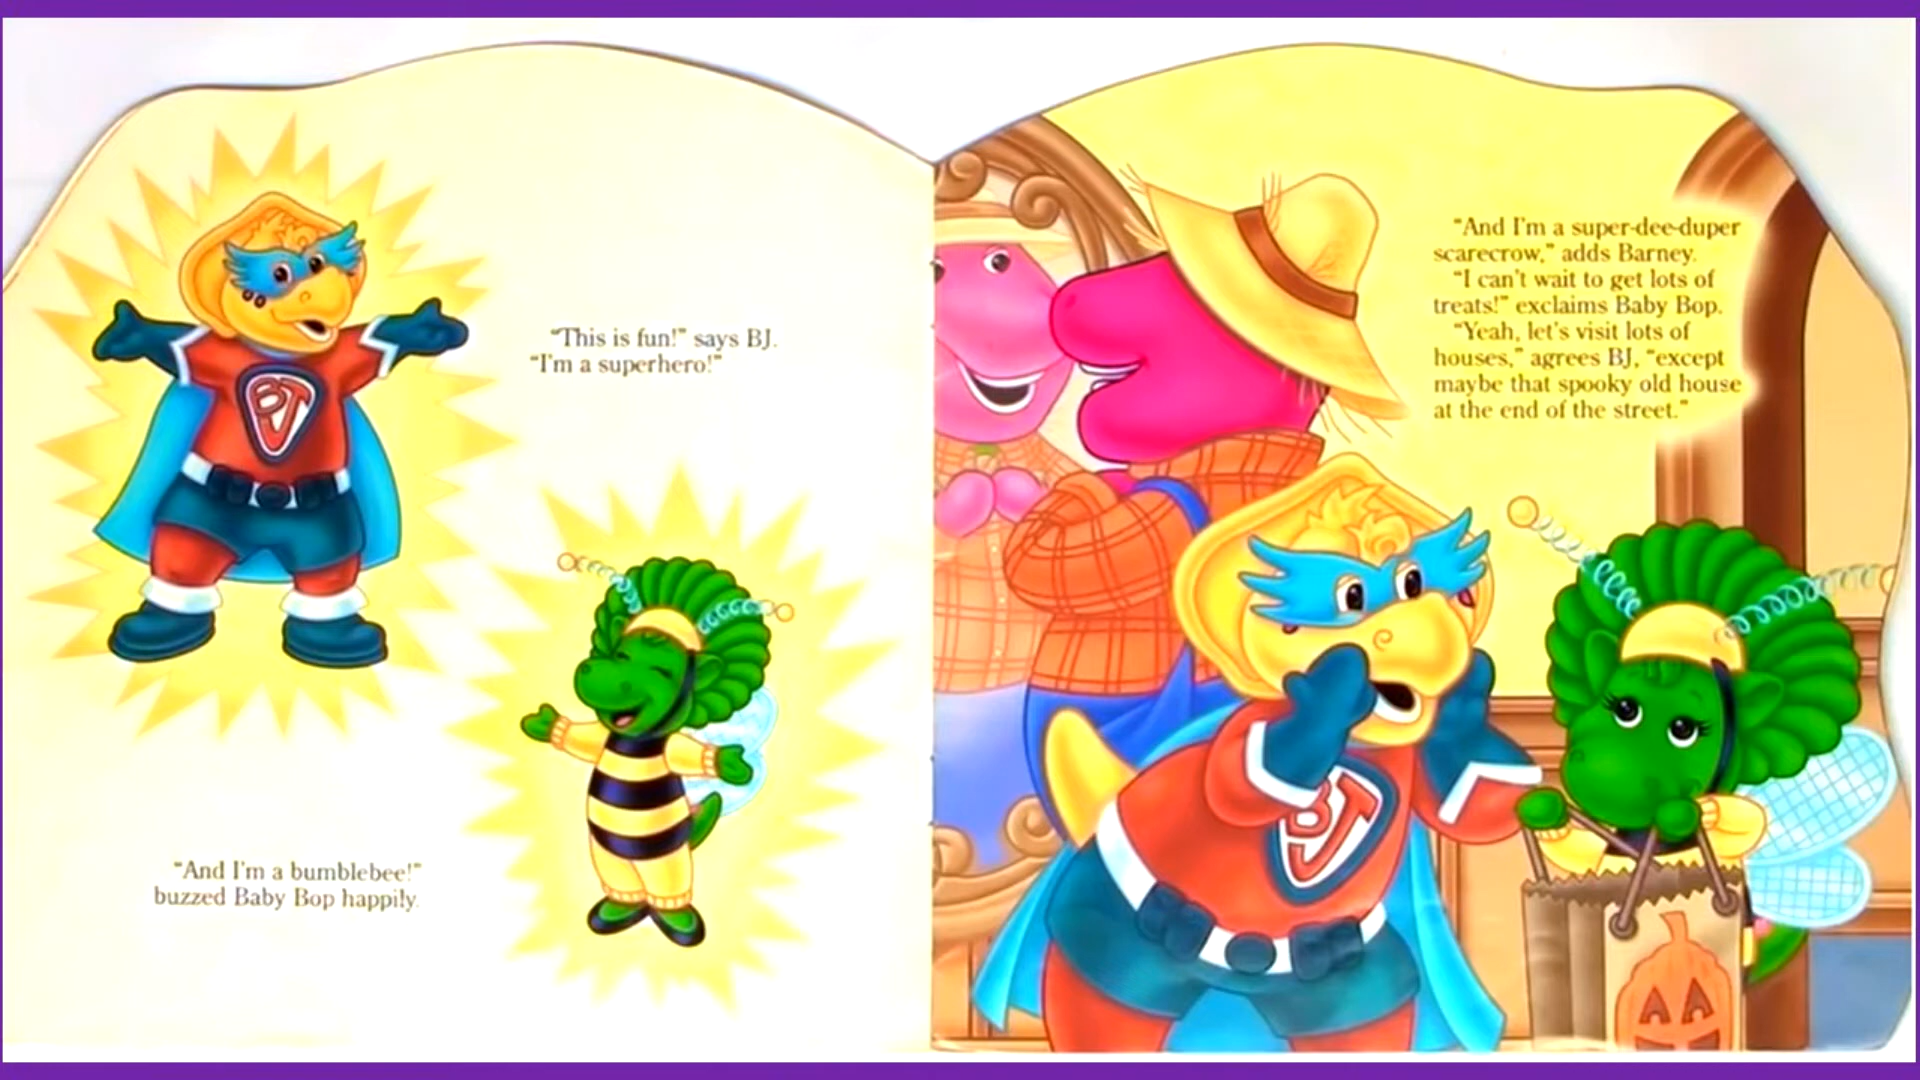 "This is fun!" says BJ.
"I'm a superhero!"
"And I'm a bumblebee!"
buzzed Baby Bop happily.
"And I'm a super-dee-duper
scarecrow," adds Barney.
"I can't wait to get lots of
treats!" exclaims Baby Bop.
"Yeah, let's visit lots of
houses," agrees BJ, "except
maybe that spooky old house
at the end of the street."
BJ
BJ